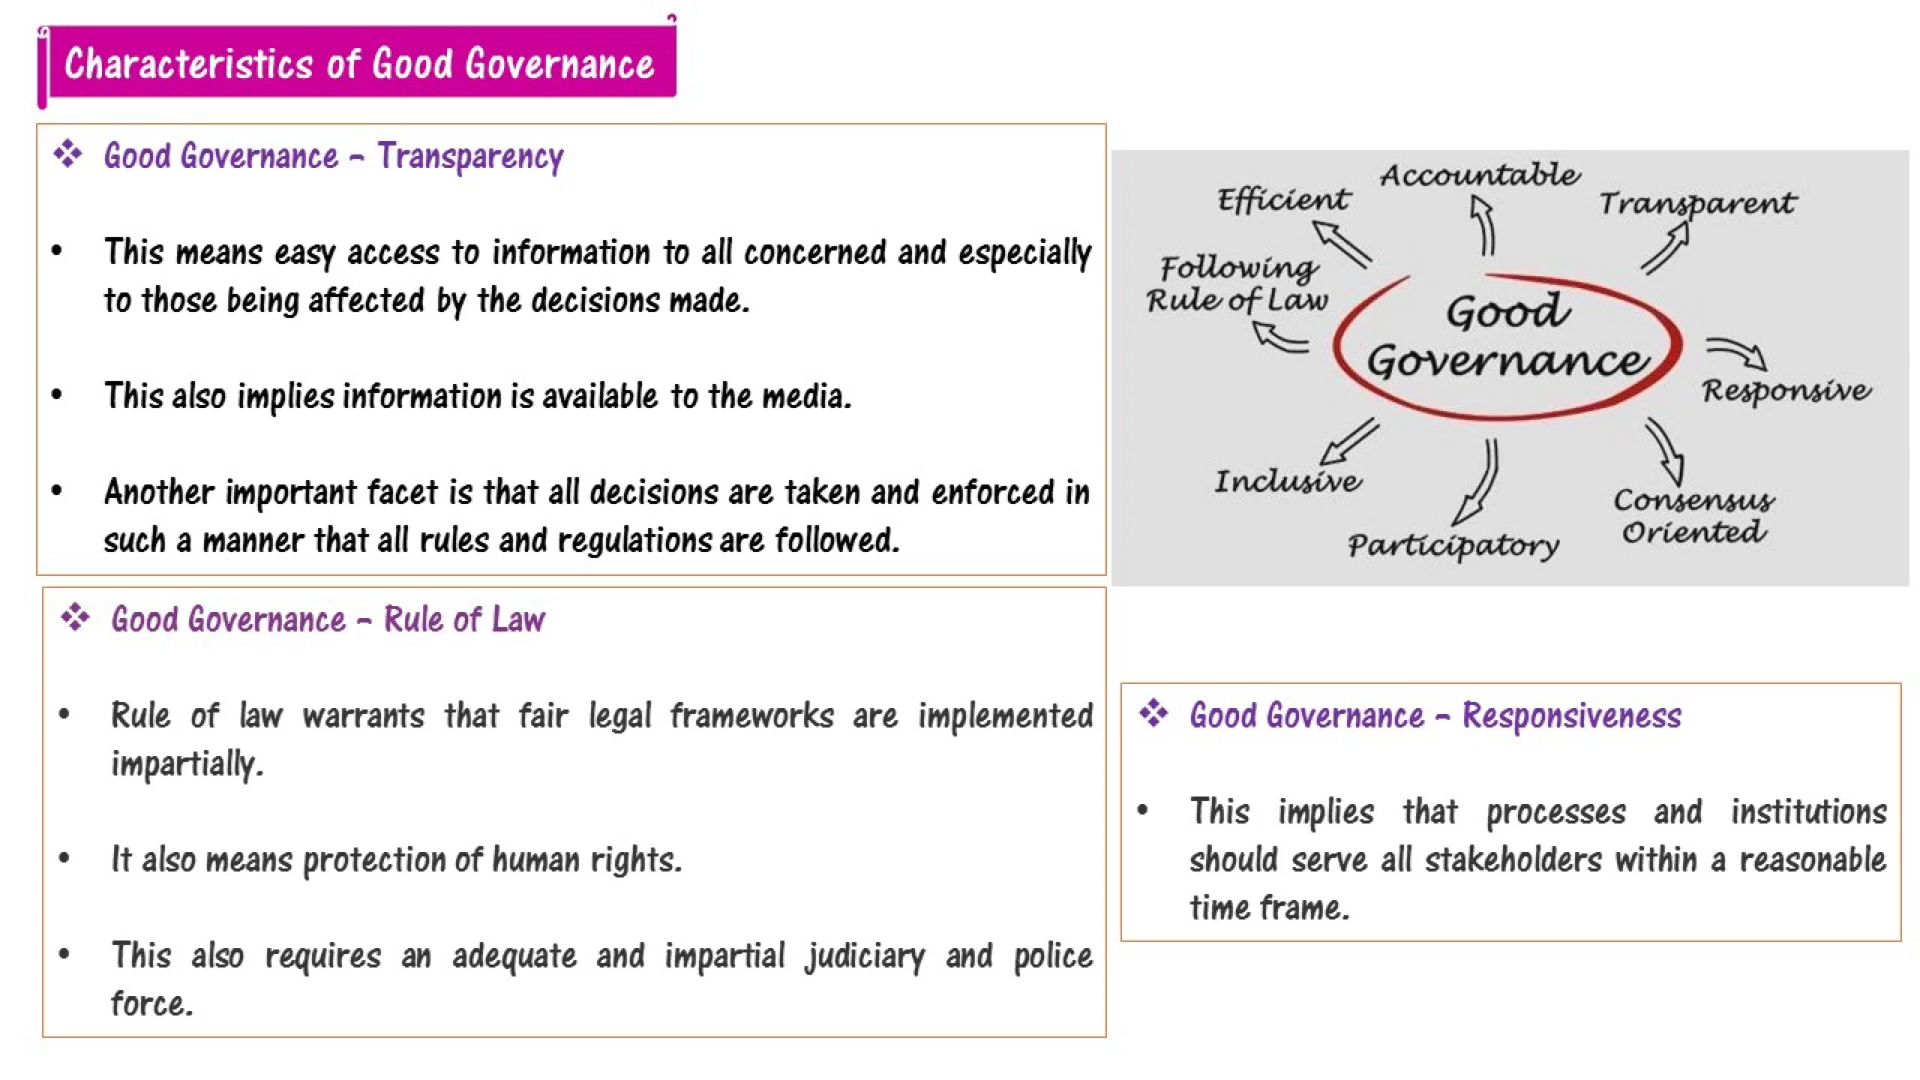 Characteristics of Good Governance
❖ Good Governance – Transparency
• This means easy access to information to all concerned and especially
to those being affected by the decisions made.
• This also implies information is available to the media.
• Another important facet is that all decisions are taken and enforced in
such a manner that all rules and regulations are followed.
Accountable
Efficient
Transparent
Following
Rule of Law
Good
Governance
Responsive
Inclusive
Consensus
Oriented
Participatory
❖ Good Governance – Rule of Law
• Rule of law warrants that fair legal frameworks are implemented
impartially.
• It also means protection of human rights.
• This also requires an adequate and impartial judiciary and police
force.
❖ Good Governance – Responsiveness
• This implies that processes and institutions
should serve all stakeholders within a reasonable
time frame.